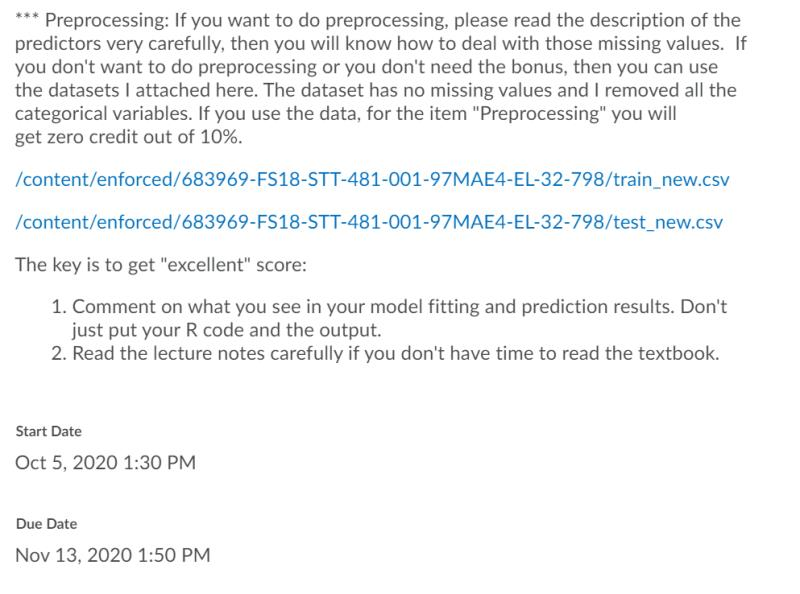 *** Preprocessing: If you want to do preprocessing, please read the description of the
predictors very carefully, then you will know how to deal with those missing values.  If
you don't want to do preprocessing or you don't need the bonus, then you can use
the datasets I attached here. The dataset has no missing values and I removed all the
categorical variables. If you use the data, for the item "Preprocessing" you will
get zero credit out of 10%.
/content/enforced/683969-FS18-STT-481-001-97MAE4-EL-32-798/train_new.csv
/content/enforced/683969-FS18-STT-481-001-97MAE4-EL-32-798/test_new.csv
The key is to get "excellent" score:
1. Comment on what you see in your model fitting and prediction results. Don't
just put your R code and the output.
2. Read the lecture notes carefully if you don't have time to read the textbook.
Start Date
Oct 5, 2020 1:30 PM
Due Date
Nov 13, 2020 1:50 PM